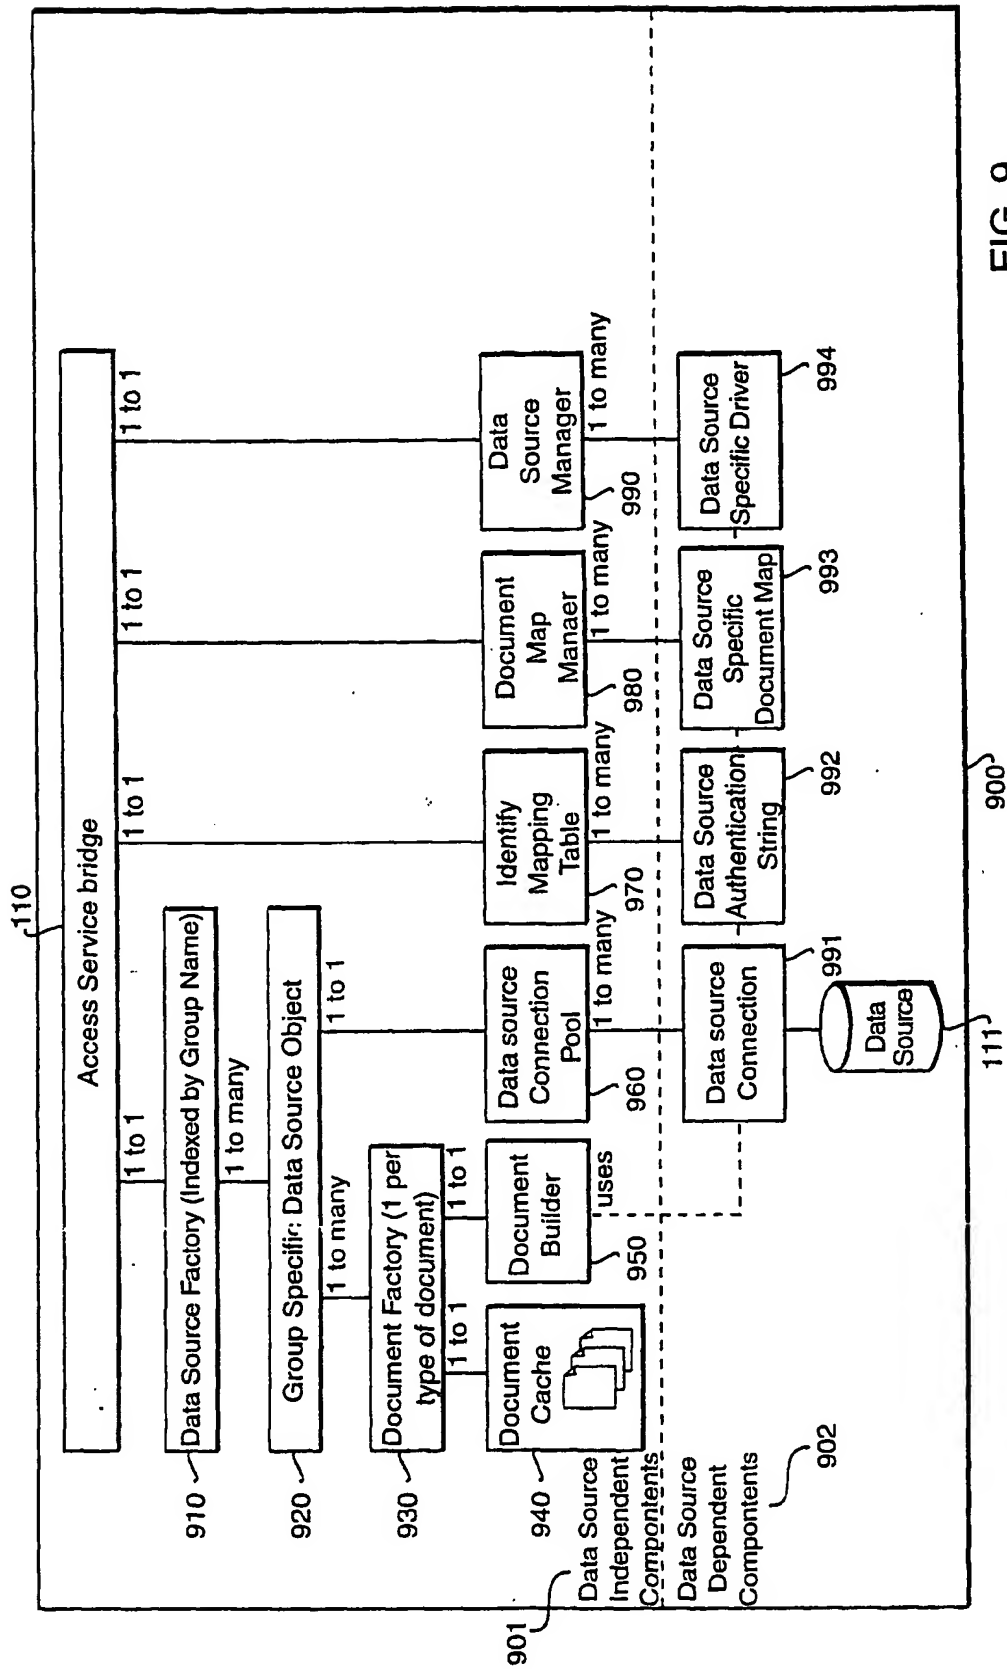 110
Access Service bridge
1 to 1
1 to 1
1 to 1
1 to 1
910
Data Source Factory (Indexed by Group Name)
1 to many
920
Group Specific: Data Source Object
1 to many
1 to 1
930
Document Factory (1 per
type of document)
1 to 1
1 to 1
940
Document
Cache
Document
Builder
950
uses
Data source
Connection
Pool
960
1 to many
Identify
Mapping
Table
970
1 to many
Document
Map
Manaer
980
1 to many
Data
Source
Manager
990
1 to many
901
Data Source
Independent
Compontents
Data Source
Dependent
Compontents
902
Data source
Connection
991
Data Source
Authentication
String
992
Data Source
Specific
Document Map
993
Data Source
Specific Driver
994
Data
Source
111
900
FIG. 9